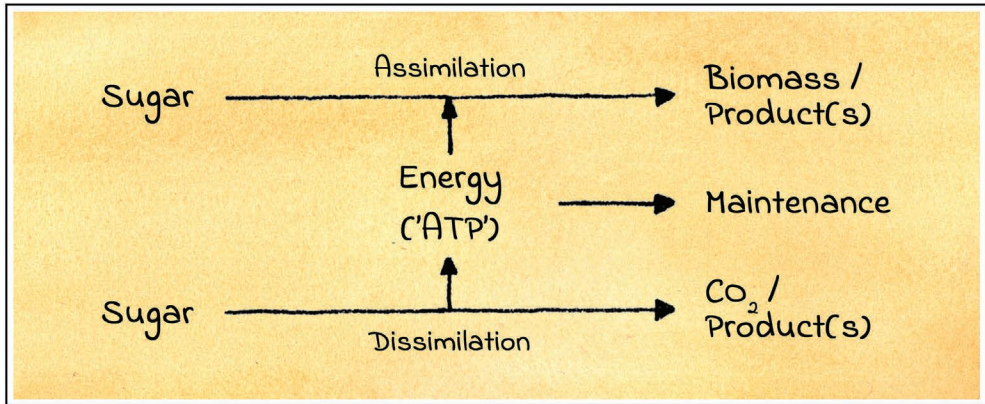 Assimilation
Sugar
Biomass /
Product(s)
Energy
('ATP')
Maintenance
Sugar
CO₂ /
Product(s)
Dissimilation